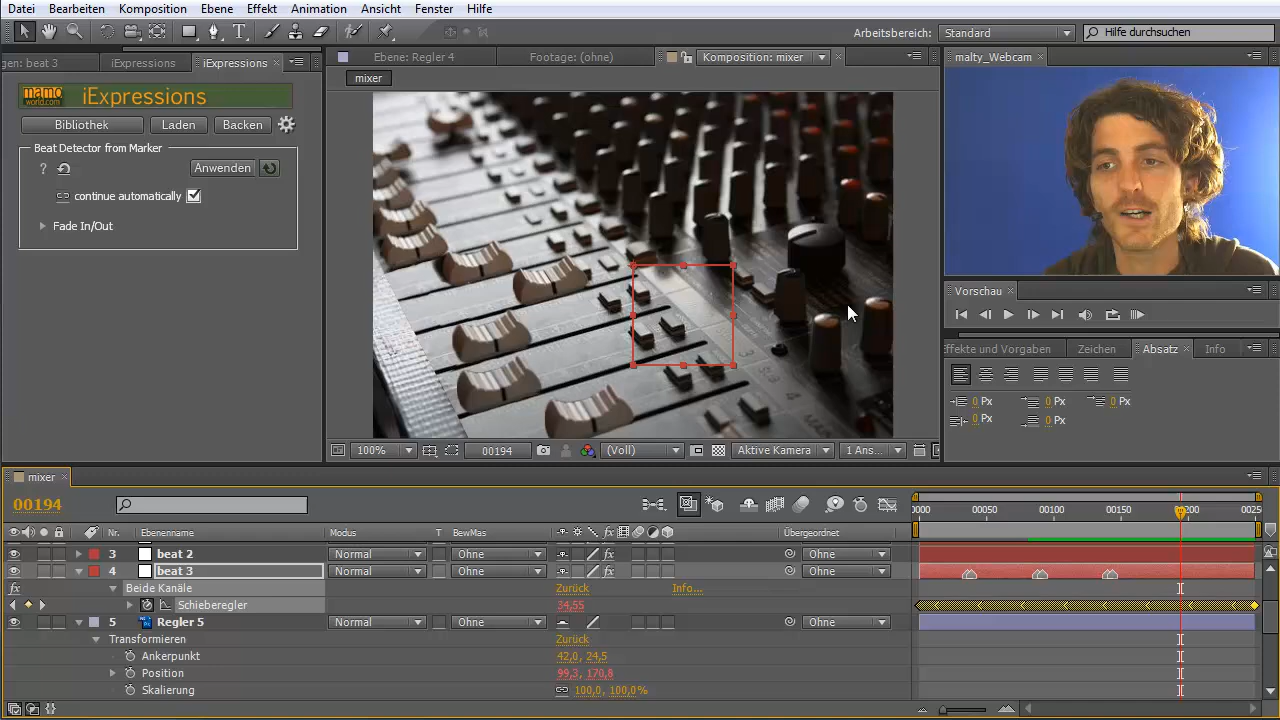 Datei Bearbeiten Komposition Ebene Effekt Animation Ansicht Fenster Hilfe
Arbeitsbereich: Standard Hilfe durchsuchen
gen: beat 3 iExpressions iExpressions
Ebene: Regler 4 Footage: (ohne) Komposition: mixer
malty_Webcam
mixer
mamoworld.com iExpressions
Bibliothek Laden Backen
Beat Detector from Marker
? Anwenden
continue automatically
Fade In/Out
Vorschau
Effekte und Vorgaben Zeichen Absatz Info
0 Px 0 Px 0 Px
0 Px 0 Px
100% 00194 (Voll) Aktive Kamera 1 Ans...
mixer
00194
0000 00050 00100 00150 00200 0025
Nr. Ebenenname Modus T BewMas Übergeordnet
3 beat 2 Normal Ohne Ohne
4 beat 3 Normal Ohne Ohne
fx Beide Kanäle Zurück Info...
Schieberegler 34,55
5 Regler 5 Normal Ohne Ohne
Transformieren Zurück
Ankerpunkt 42,0, 24,5
Position 99,3, 170,8
Skalierung 100,0, 100,0%